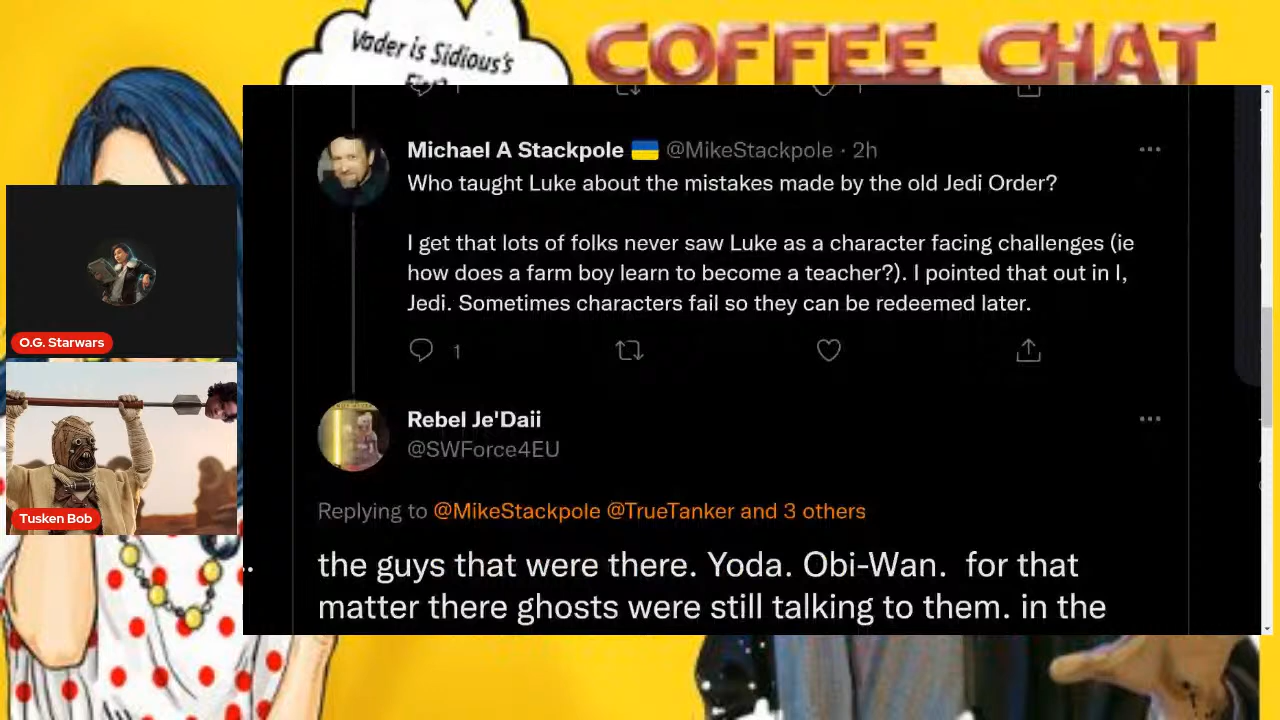 Vader is Sidious's
COFFEE CHAT
1
1
Michael A Stackpole 🇺🇦 @MikeStackpole · 2h
Who taught Luke about the mistakes made by the old Jedi Order?
I get that lots of folks never saw Luke as a character facing challenges (ie
how does a farm boy learn to become a teacher?). I pointed that out in I,
Jedi. Sometimes characters fail so they can be redeemed later.
1
O.G. Starwars
Rebel Je'Daii
@SWForce4EU
Replying to @MikeStackpole @TrueTanker and 3 others
Tusken Bob
the guys that were there. Yoda. Obi-Wan. for that
matter there ghosts were still talking to them. in the